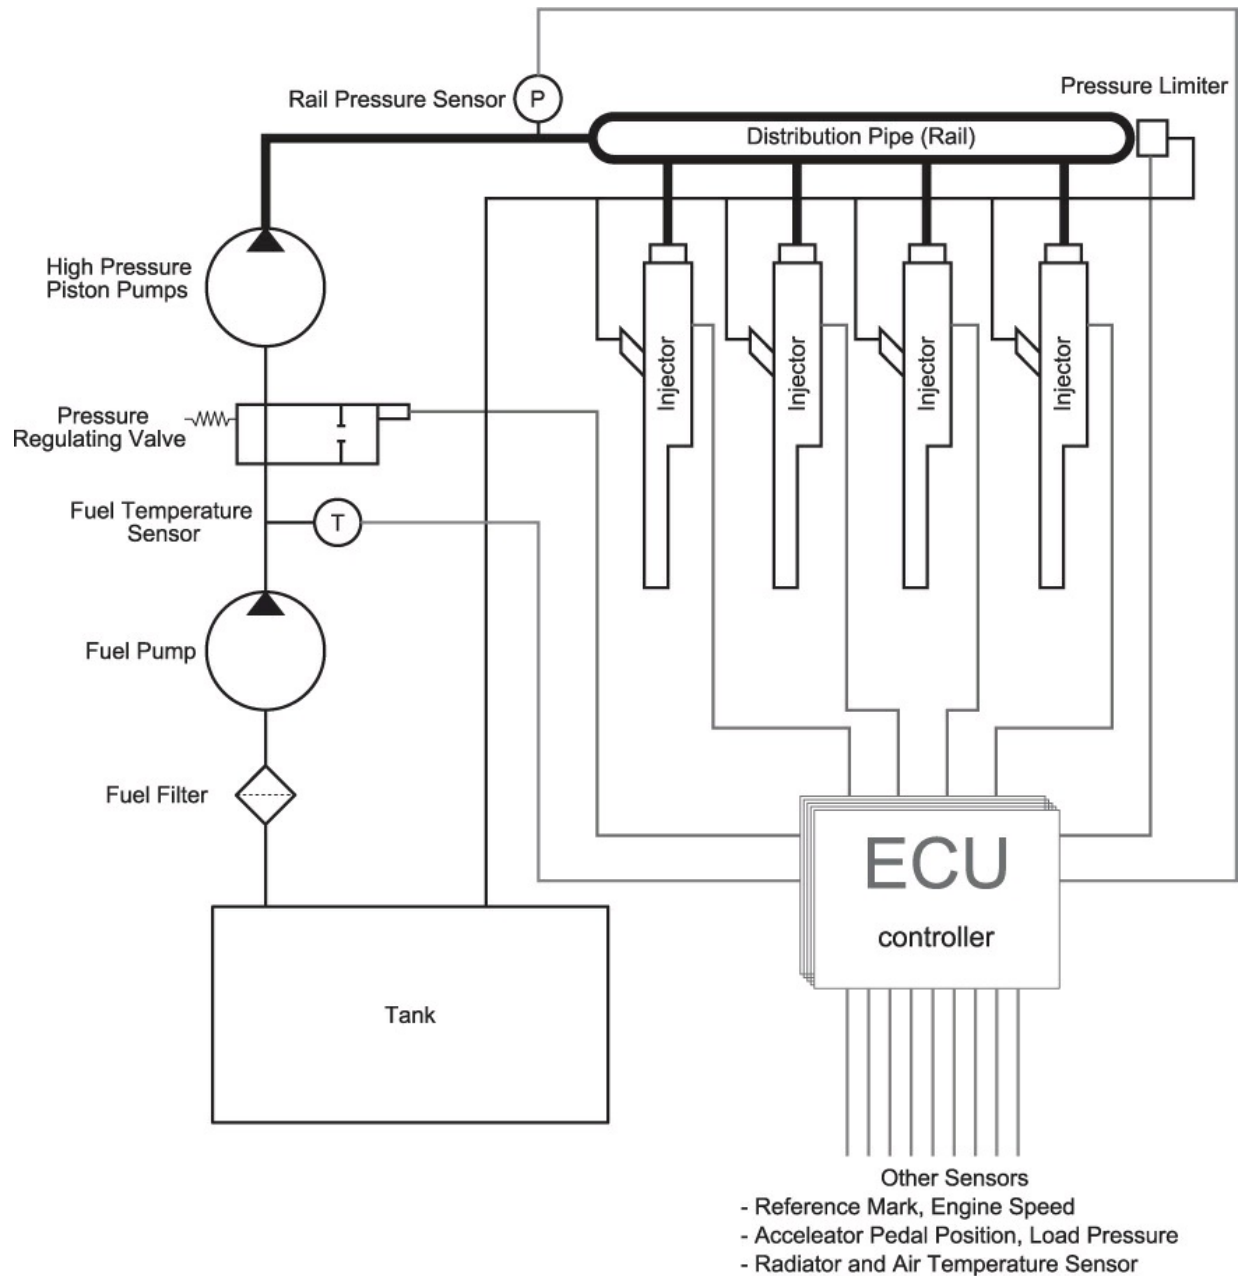 Pressure Limiter
Rail Pressure Sensor
P
Distribution Pipe (Rail)
High Pressure
Piston Pumps
Injector
Injector
Injector
Injector
Pressure
Regulating Valve
Fuel Temperature
Sensor
T
Fuel Pump
Fuel Filter
ECU
controller
Tank
Other Sensors
- Reference Mark, Engine Speed
- Acceleator Pedal Position, Load Pressure
- Radiator and Air Temperature Sensor